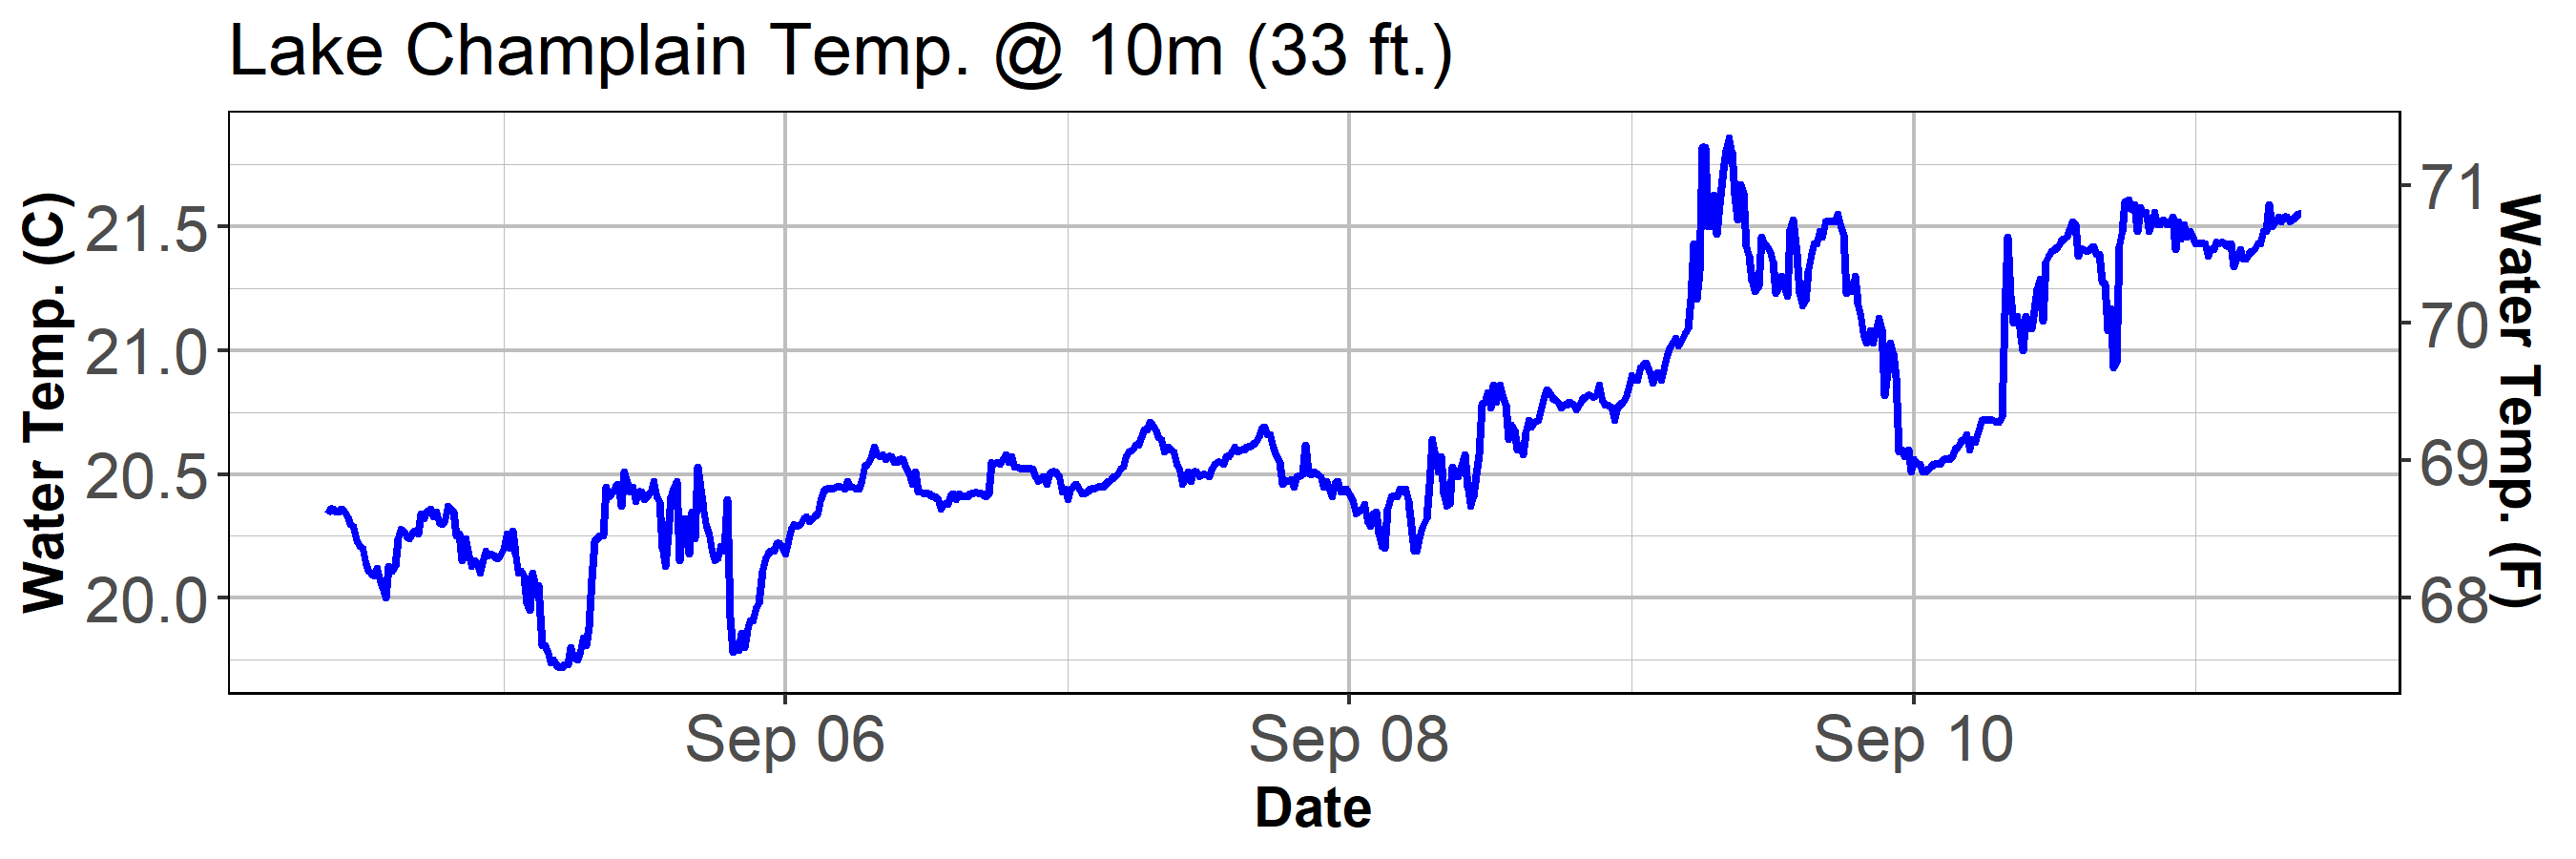 Lake Champlain Temp. @ 10m (33 ft.)
Water Temp. (C)
21.5
21.0
20.5
20.0
71
70
69
68
Water Temp. (F)
Sep 06
Sep 08
Sep 10
Date